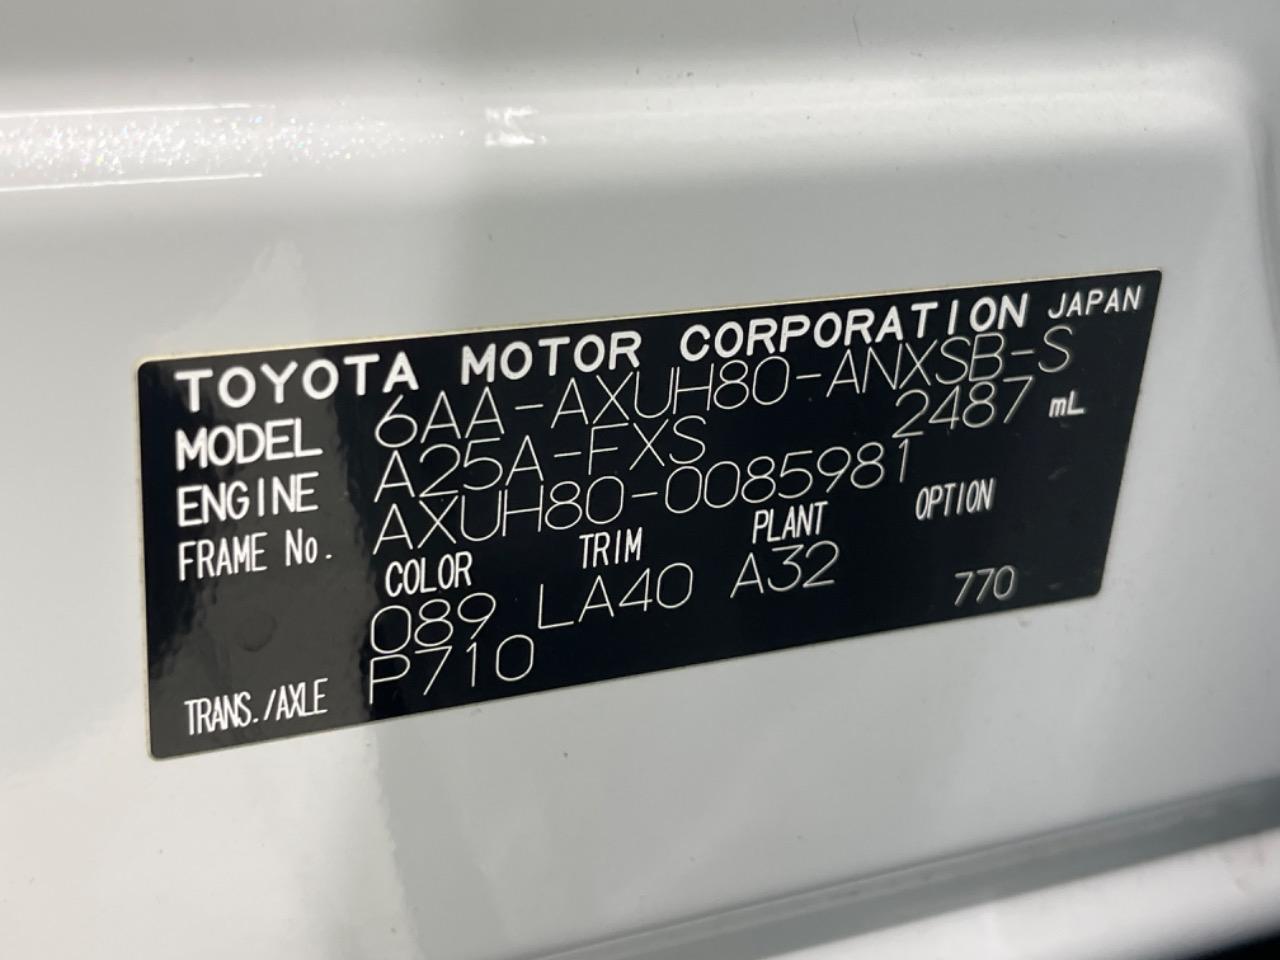 TOYOTA MOTOR CORPORATION JAPAN
MODEL 6AA-AXUH80-ANXSB-S
ENGINE A25A-FXS 2487 mL
FRAME No. AXUH80-0085981
COLOR TRIM PLANT OPTION
089 LA40 A32 770
TRANS./AXLE P710